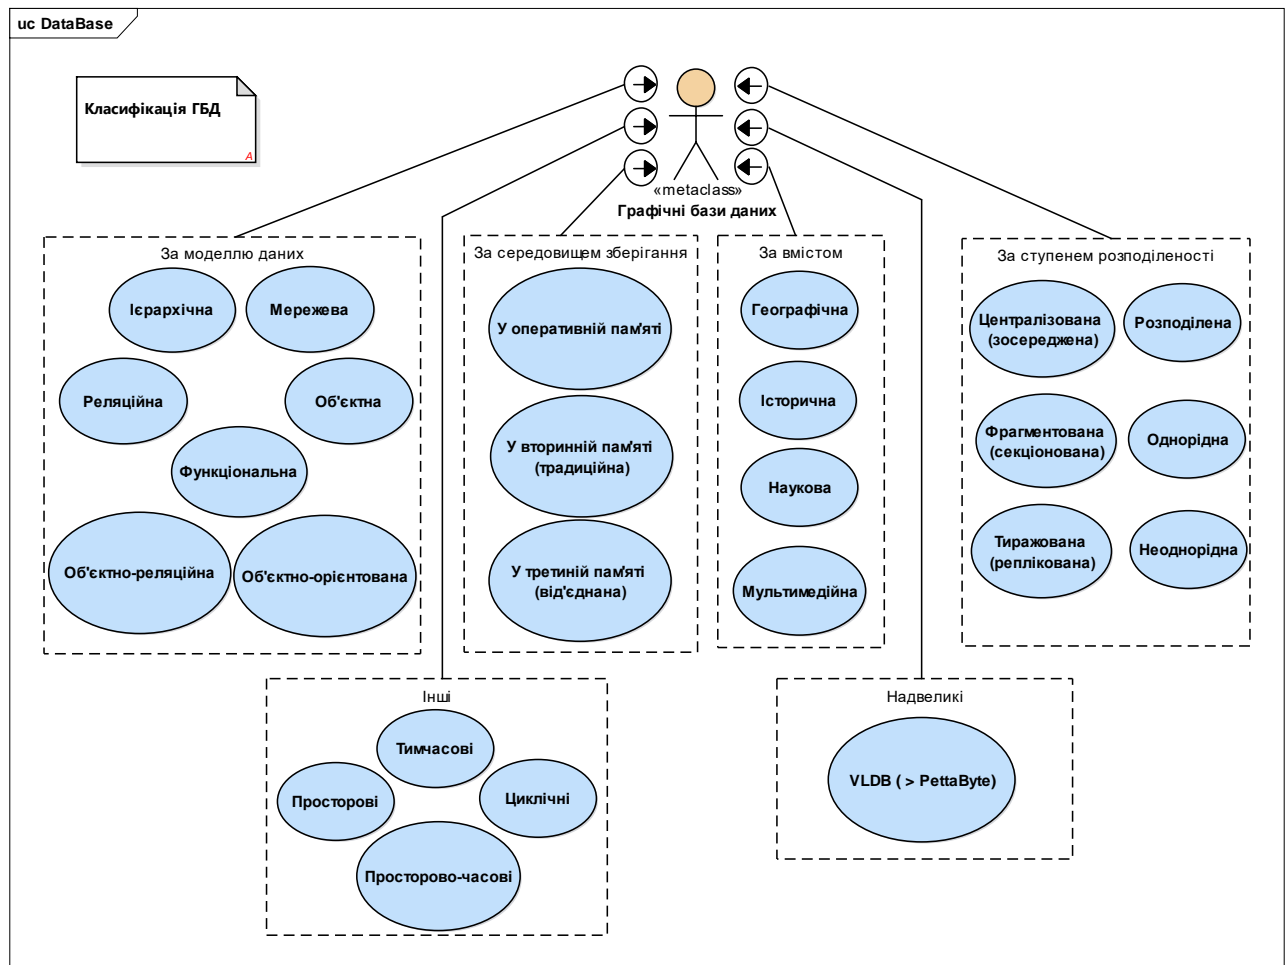 uc DataBase
Класифікація ГБД
A
«metaclass»
Графічні бази даних
За моделлю даних
Ієрархічна
Мережева
Реляційна
Об'єктна
Функціональна
Об'єктно-реляційна
Об'єктно-орієнтована
За середовищем зберігання
У оперативній пам'яті
У вторинній пам'яті
(традиційна)
У третиній пам'яті
(від'єднана)
За вмістом
Географічна
Історична
Наукова
Мультимедійна
За ступенем розподіленості
Централізована
(зосереджена)
Розподілена
Фрагментована
(секціонована)
Однорідна
Тиражована
(реплікована)
Неоднорідна
Інші
Тимчасові
Просторові
Циклічні
Просторово-часові
Надвеликі
VLDB ( > PettaByte)